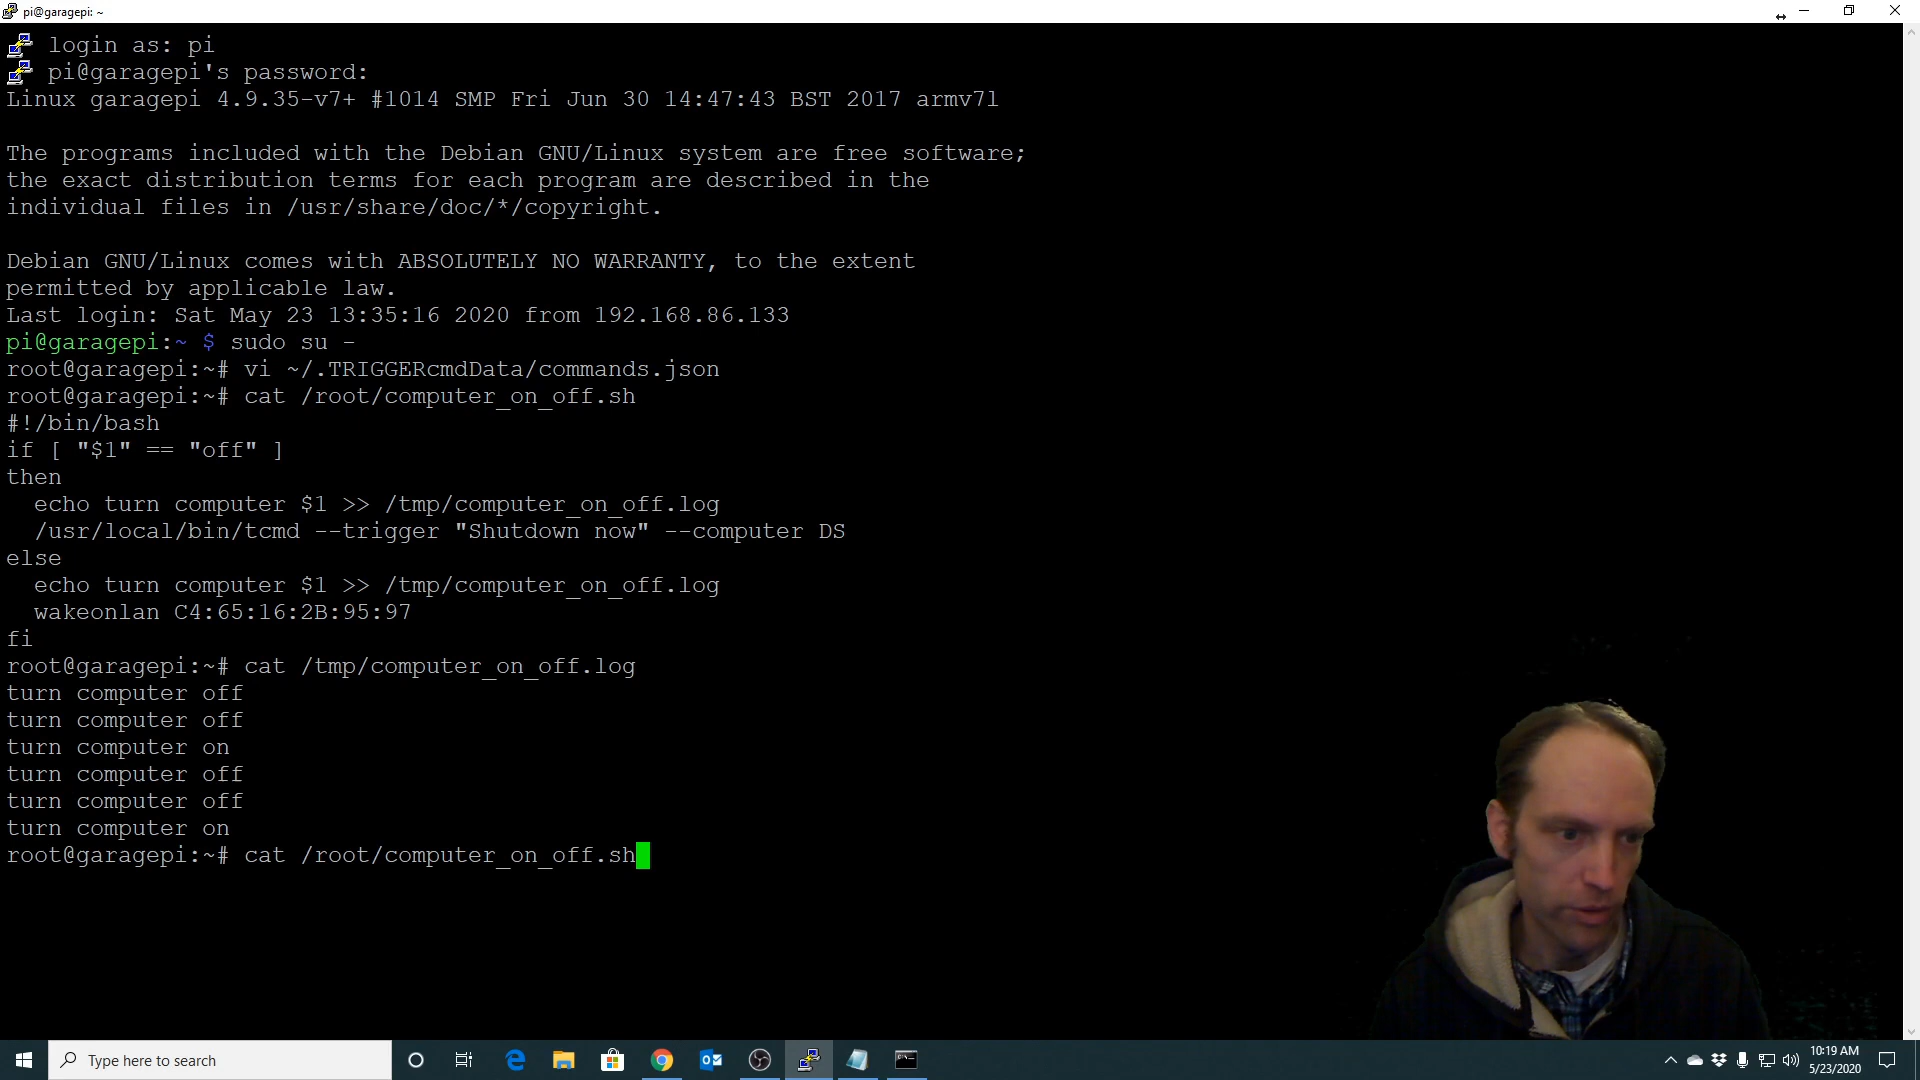 pi@garagepi: ~
login as: pi
pi@garagepi's password:
Linux garagepi 4.9.35-v7+ #1014 SMP Fri Jun 30 14:47:43 BST 2017 armv7l
The programs included with the Debian GNU/Linux system are free software;
the exact distribution terms for each program are described in the
individual files in /usr/share/doc/*/copyright.
Debian GNU/Linux comes with ABSOLUTELY NO WARRANTY, to the extent
permitted by applicable law.
Last login: Sat May 23 13:35:16 2020 from 192.168.86.133
pi@garagepi:~ $ sudo su -
root@garagepi:~# vi ~/.TRIGGERcmdData/commands.json
root@garagepi:~# cat /root/computer_on_off.sh
#!/bin/bash
if [ "$1" == "off" ]
then
  echo turn computer $1 >> /tmp/computer_on_off.log
  /usr/local/bin/tcmd --trigger "Shutdown now" --computer DS
else
  echo turn computer $1 >> /tmp/computer_on_off.log
  wakeonlan C4:65:16:2B:95:97
fi
root@garagepi:~# cat /tmp/computer_on_off.log
turn computer off
turn computer off
turn computer on
turn computer off
turn computer off
turn computer on
root@garagepi:~# cat /root/computer_on_off.sh
Type here to search
10:19 AM
5/23/2020